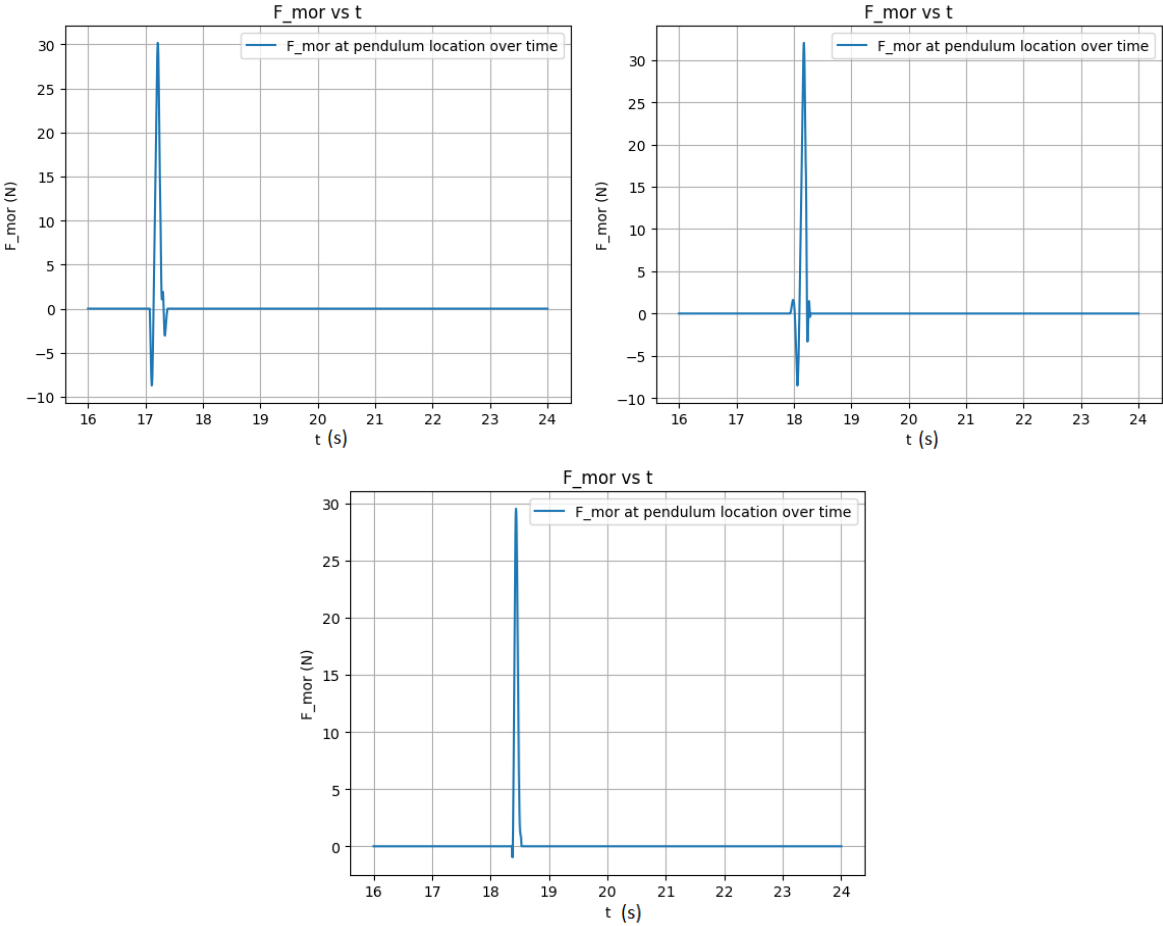 F_mor vs t
F_mor at pendulum location over time
30
25
20
15
10
5
0
−5
−10
F_mor (N)
16 17 18 19 20 21 22 23 24
t (s)
F_mor vs t
F_mor at pendulum location over time
30
25
20
15
10
5
0
−5
−10
F_mor (N)
16 17 18 19 20 21 22 23 24
t (s)
F_mor vs t
F_mor at pendulum location over time
30
25
20
15
10
5
0
F_mor (N)
16 17 18 19 20 21 22 23 24
t (s)